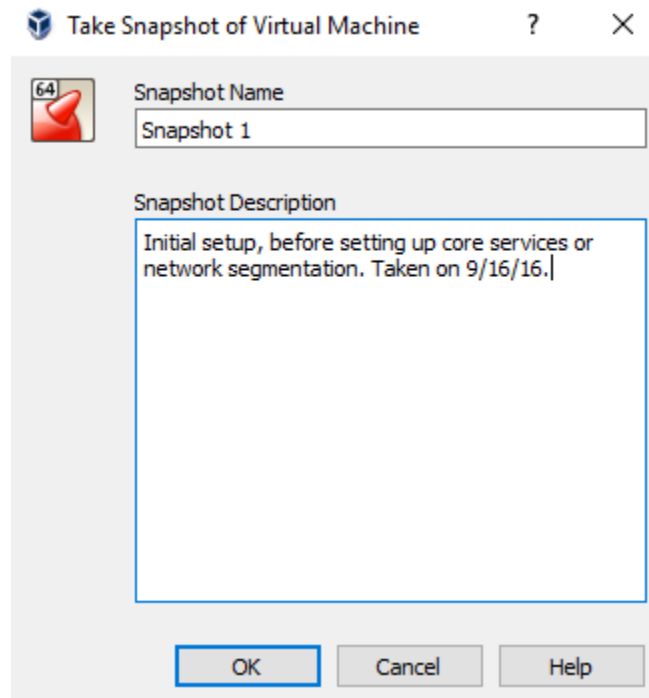 Take Snapshot of Virtual Machine ?
64
Snapshot Name
Snapshot 1
Snapshot Description
Initial setup, before setting up core services or
network segmentation. Taken on 9/16/16.
OK Cancel Help